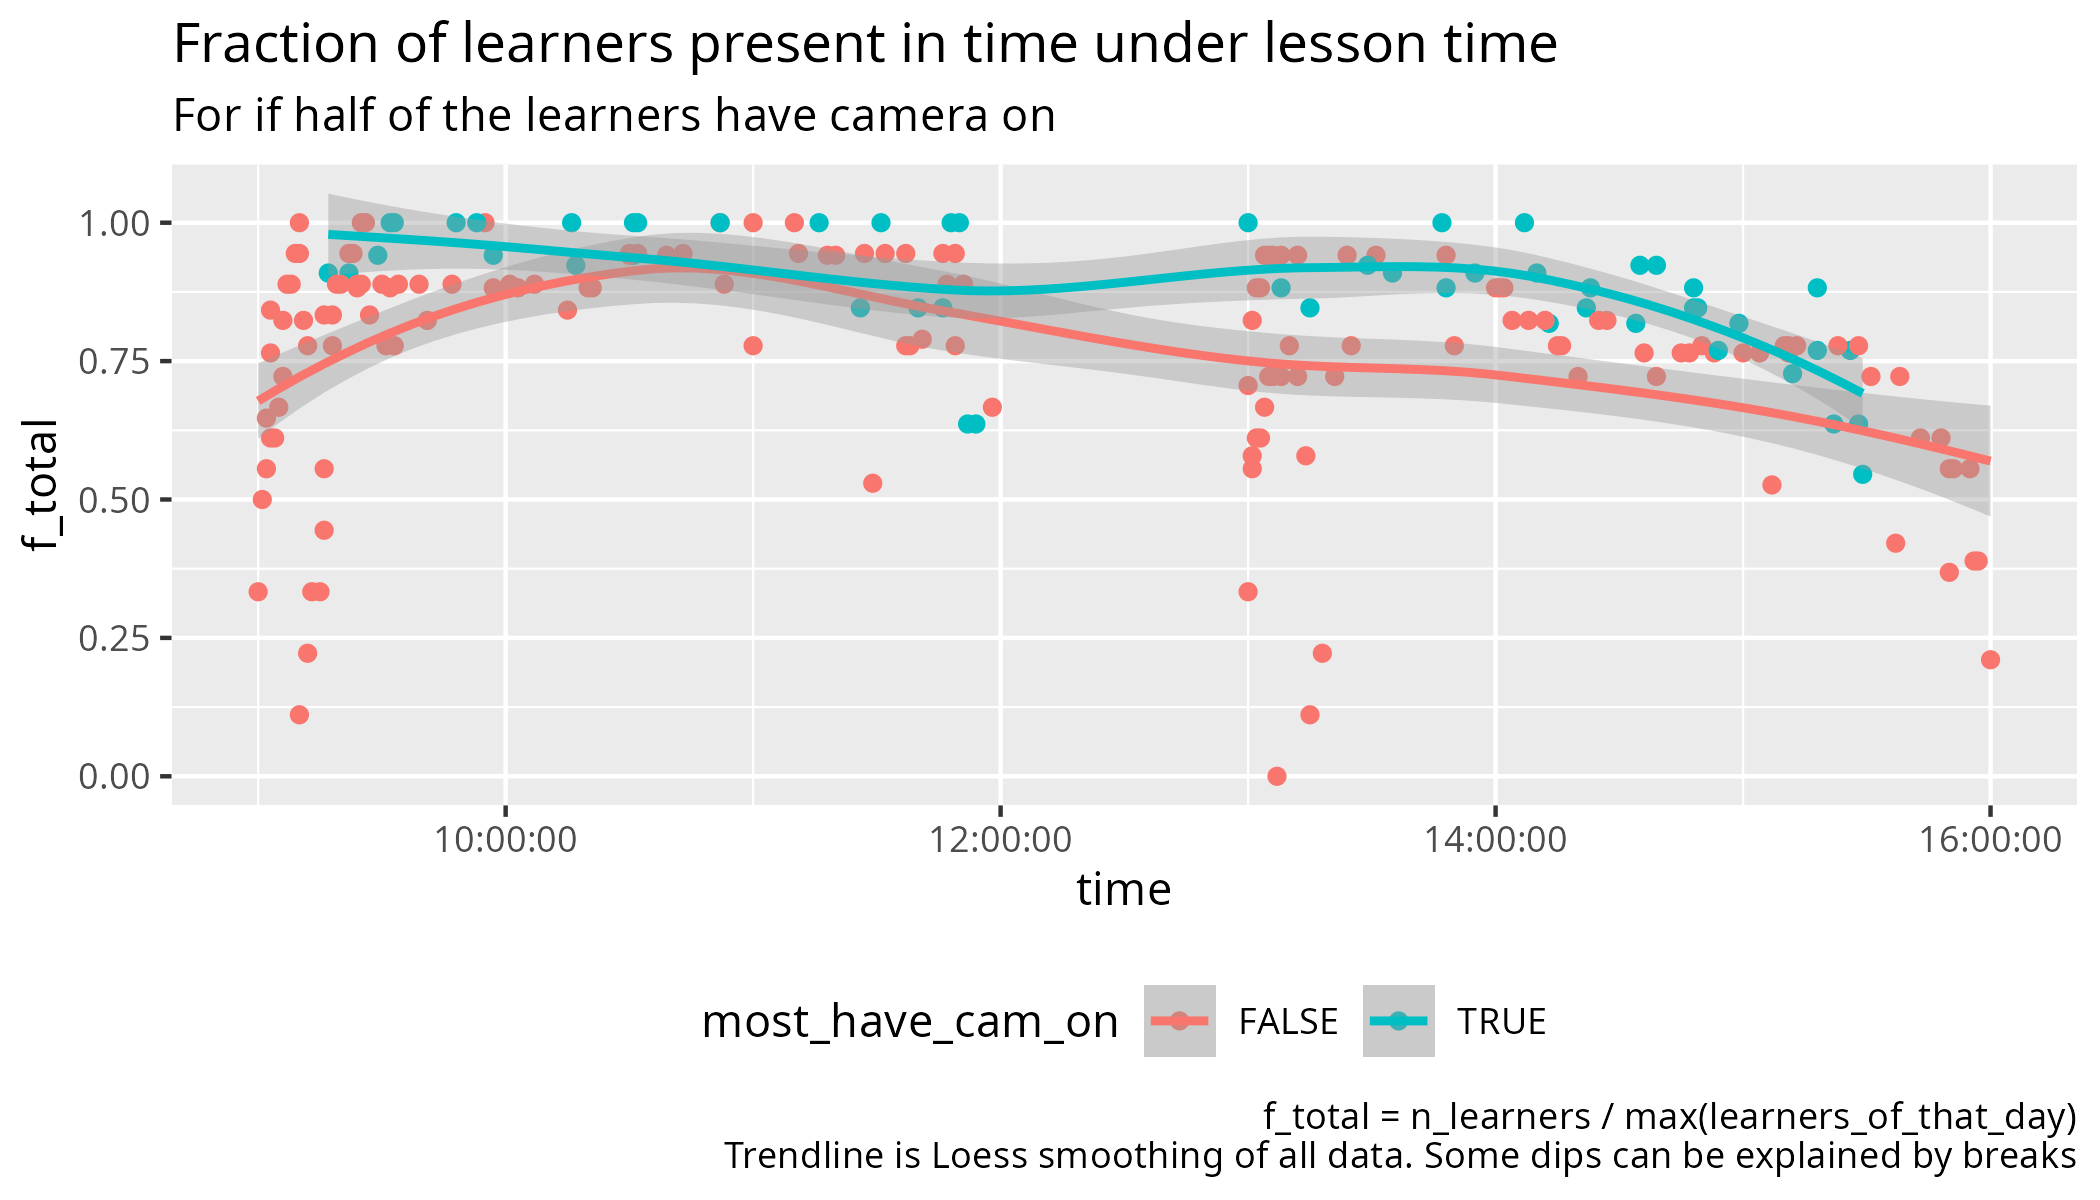 Fraction of learners present in time under lesson time
For if half of the learners have camera on
f_total
1.00
0.75
0.50
0.25
0.00
10:00:00 12:00:00 14:00:00 16:00:00
time
most_have_cam_on FALSE TRUE
f_total = n_learners / max(learners_of_that_day)
Trendline is Loess smoothing of all data. Some dips can be explained by breaks